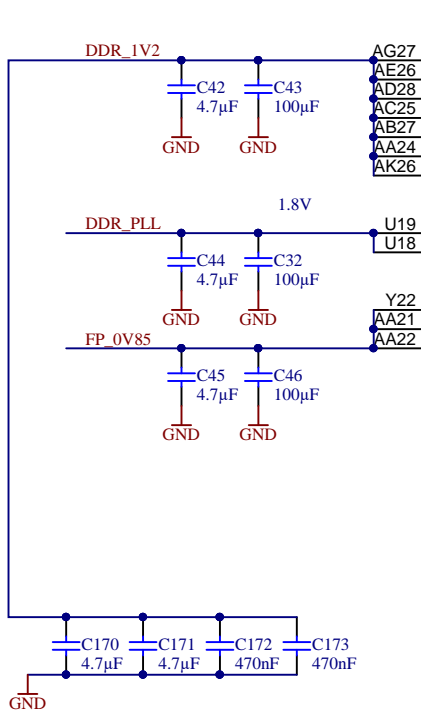 DDR_1V2
AG27
AE26
AD28
AC25
AB27
AA24
AK26
C42
4.7µF
C43
100µF
GND
GND
1.8V
DDR_PLL
U19
U18
C44
4.7µF
C32
100µF
GND
GND
Y22
AA21
AA22
FP_0V85
C45
4.7µF
C46
100µF
GND
GND
C170
4.7µF
C171
4.7µF
C172
470nF
C173
470nF
GND